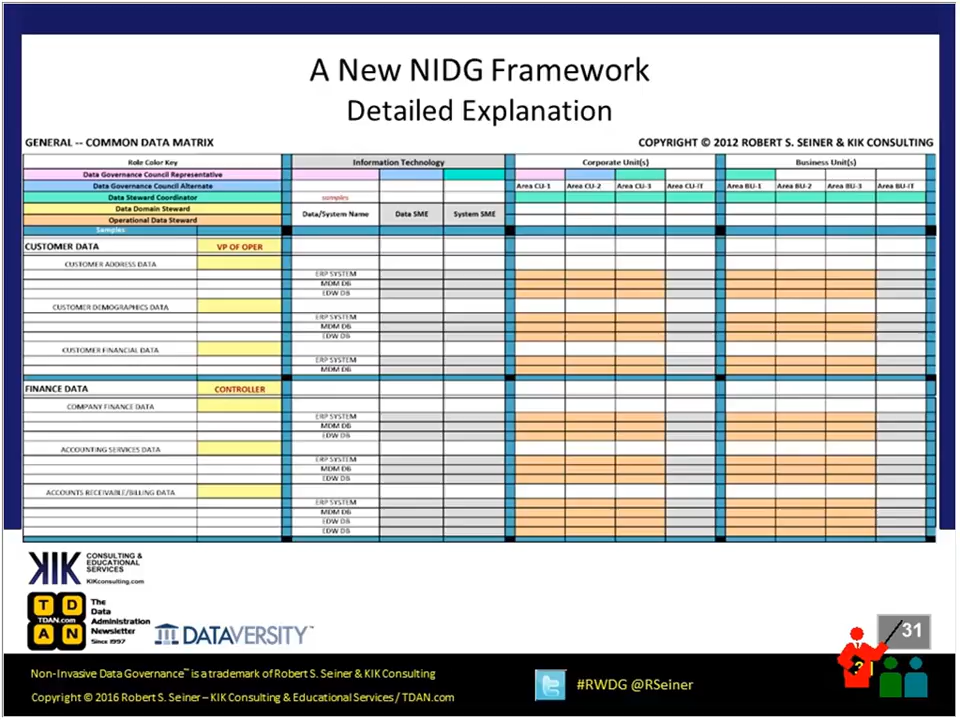 A New NIDG Framework
Detailed Explanation
GENERAL -- COMMON DATA MATRIX
COPYRIGHT © 2012 ROBERT S. SEINER & KIK CONSULTING
Role Color Key Information Technology Corporate Unit(s) Business Unit(s)
Data Governance Council Representative
Data Governance Council Alternate Area CU-1 Area CU-2 Area CU-3 Area CU-IT Area BU-1 Area BU-2 Area BU-3 Area BU-IT
Data Steward Coordinator samples
Data Domain Steward
Data/System Name Data SME System SME
Operational Data Steward
Samples
CUSTOMER DATA VP OF OPER
CUSTOMER ADDRESS DATA
ERP SYSTEM
MDM DB
EDW DB
CUSTOMER DEMOGRAPHICS DATA
ERP SYSTEM
MDM DB
EDW DB
CUSTOMER FINANCIAL DATA
ERP SYSTEM
MDM DB
FINANCE DATA CONTROLLER
COMPANY FINANCE DATA
ERP SYSTEM
MDM DB
EDW DB
ACCOUNTING SERVICES DATA
ERP SYSTEM
MDM DB
EDW DB
ACCOUNTS RECEIVABLE/BILLING DATA
ERP SYSTEM
MDM DB
EDW DB
EDW DB
KIK CONSULTING &
EDUCATIONAL
SERVICES
KIKconsulting.com
T D
TDAN.com
A N
The
Data
Administration
Newsletter
Since 1997
DATAVERSITY™
31
Non-Invasive Data Governance™ is a trademark of Robert S. Seiner & KIK Consulting
Copyright © 2016 Robert S. Seiner – KIK Consulting & Educational Services / TDAN.com
#RWDG @RSeiner